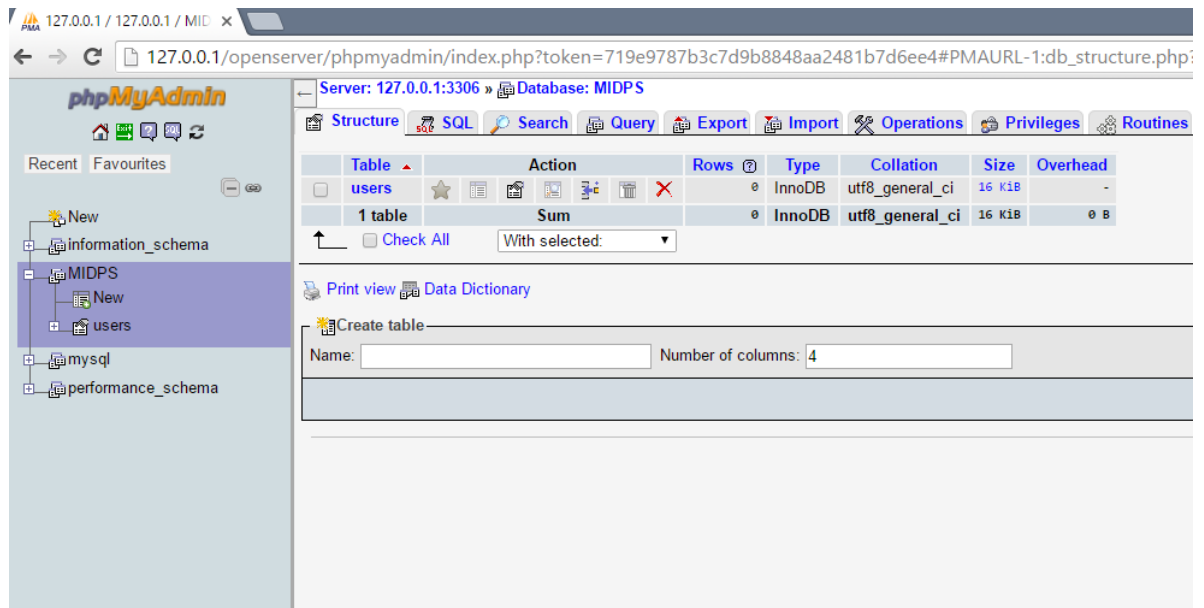 127.0.0.1 / 127.0.0.1 / MID
127.0.0.1/openserver/phpmyadmin/index.php?token=719e9787b3c7d9b8848aa2481b7d6ee4#PMAURL-1:db_structure.php?
phpMyAdmin
Recent Favourites
New
information_schema
MIDPS
New
users
mysql
performance_schema
Server: 127.0.0.1:3306 » Database: MIDPS
Structure SQL Search Query Export Import Operations Privileges Routines
Table Action Rows Type Collation Size Overhead
users 0 InnoDB utf8_general_ci 16 KiB -
1 table Sum 0 InnoDB utf8_general_ci 16 KiB 0 B
Check All With selected:
Print view Data Dictionary
Create table
Name: Number of columns: 4